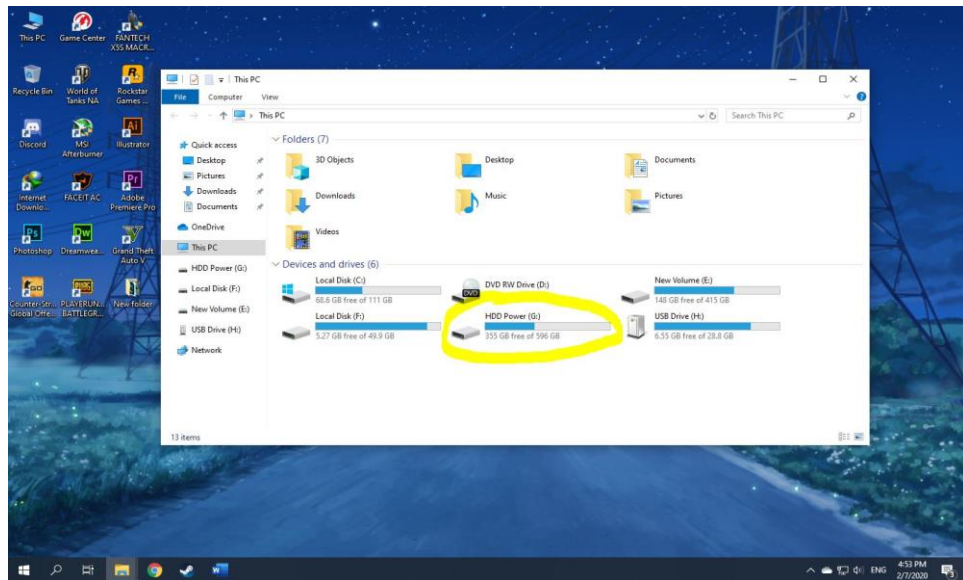 This PC
Game Center
FANTECH
X5S MACR...
Recycle Bin
World of
Tanks NA
Rockstar
Games ...
Discord
MSI
Afterburner
Illustrator
Internet
Downlo...
FACEIT AC
Adobe
Premiere Pro
Photoshop
Dreamwea...
Grand Theft
Auto V
Counter-Str...
Global Offe...
PLAYERUN...
BATTLEGR...
New folder
This PC
File Computer View
This PC
Search This PC
Quick access
Desktop
Pictures
Downloads
Documents
OneDrive
This PC
HDD Power (G:)
Local Disk (F:)
New Volume (E:)
USB Drive (H:)
Network
Folders (7)
3D Objects
Desktop
Documents
Downloads
Music
Pictures
Videos
Devices and drives (6)
Local Disk (C:)
68.6 GB free of 111 GB
DVD RW Drive (D:)
New Volume (E:)
148 GB free of 415 GB
Local Disk (F:)
5.27 GB free of 49.9 GB
HDD Power (G:)
355 GB free of 596 GB
USB Drive (H:)
6.55 GB free of 28.8 GB
13 items
ENG
4:53 PM
2/7/2020